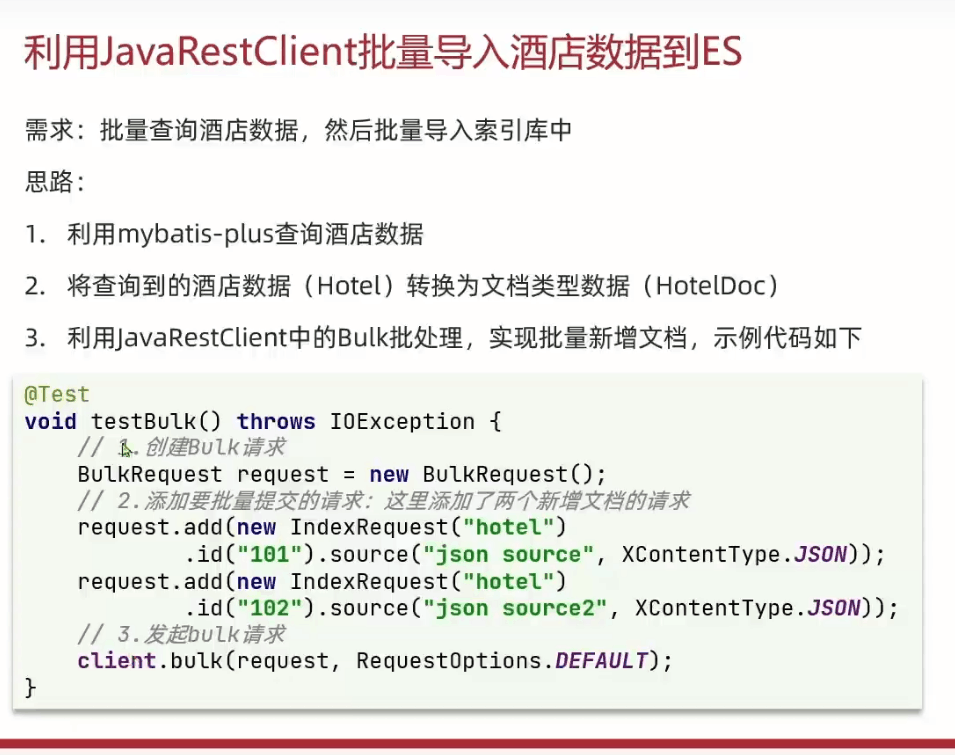 利用JavaRestClient批量导入酒店数据到ES
需求：批量查询酒店数据，然后批量导入索引库中
思路：
1. 利用mybatis-plus查询酒店数据
2. 将查询到的酒店数据（Hotel）转换为文档类型数据（HotelDoc）
3. 利用JavaRestClient中的Bulk批处理，实现批量新增文档，示例代码如下
@Test
void testBulk() throws IOException {
    // 1.创建Bulk请求
    BulkRequest request = new BulkRequest();
    // 2.添加要批量提交的请求：这里添加了两个新增文档的请求
    request.add(new IndexRequest("hotel")
            .id("101").source("json source", XContentType.JSON));
    request.add(new IndexRequest("hotel")
            .id("102").source("json source2", XContentType.JSON));
    // 3.发起bulk请求
    client.bulk(request, RequestOptions.DEFAULT);
}